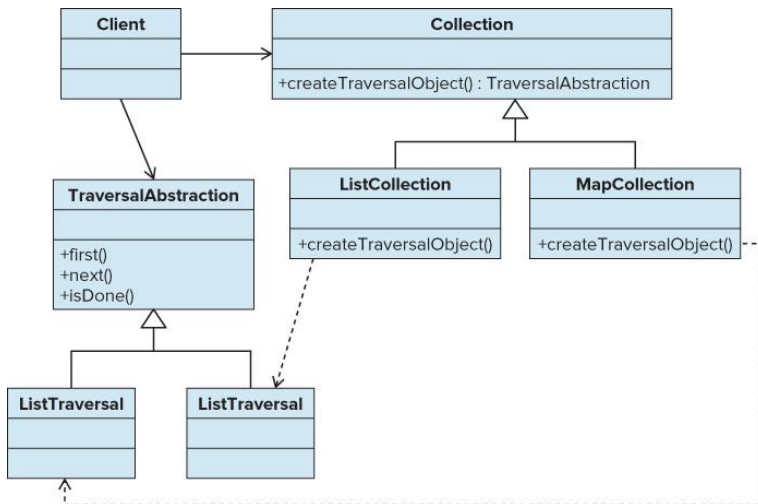 Client
Collection
+createTraversalObject() : TraversalAbstraction
TraversalAbstraction
+first()
+next()
+isDone()
ListCollection
+createTraversalObject()
MapCollection
+createTraversalObject()
ListTraversal
ListTraversal